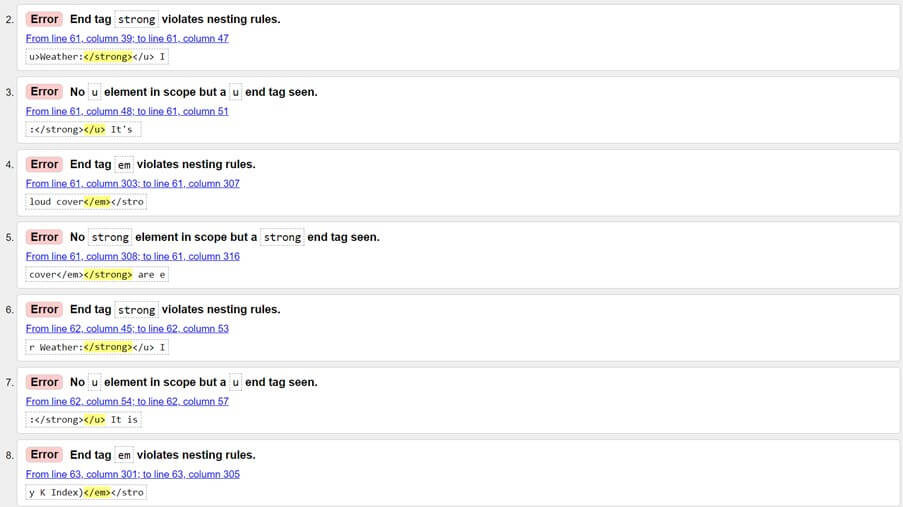 2. Error End tag strong violates nesting rules.
From line 61, column 39; to line 61, column 47
u>Weather:</strong></u> I
3. Error No u element in scope but a u end tag seen.
From line 61, column 48; to line 61, column 51
:</strong></u> It's
4. Error End tag em violates nesting rules.
From line 61, column 303; to line 61, column 307
loud cover</em></stro
5. Error No strong element in scope but a strong end tag seen.
From line 61, column 308; to line 61, column 316
cover</em></strong> are e
6. Error End tag strong violates nesting rules.
From line 62, column 45; to line 62, column 53
r Weather:</strong></u> I
7. Error No u element in scope but a u end tag seen.
From line 62, column 54; to line 62, column 57
:</strong></u> It is
8. Error End tag em violates nesting rules.
From line 63, column 301; to line 63, column 305
y K Index)</em></stro